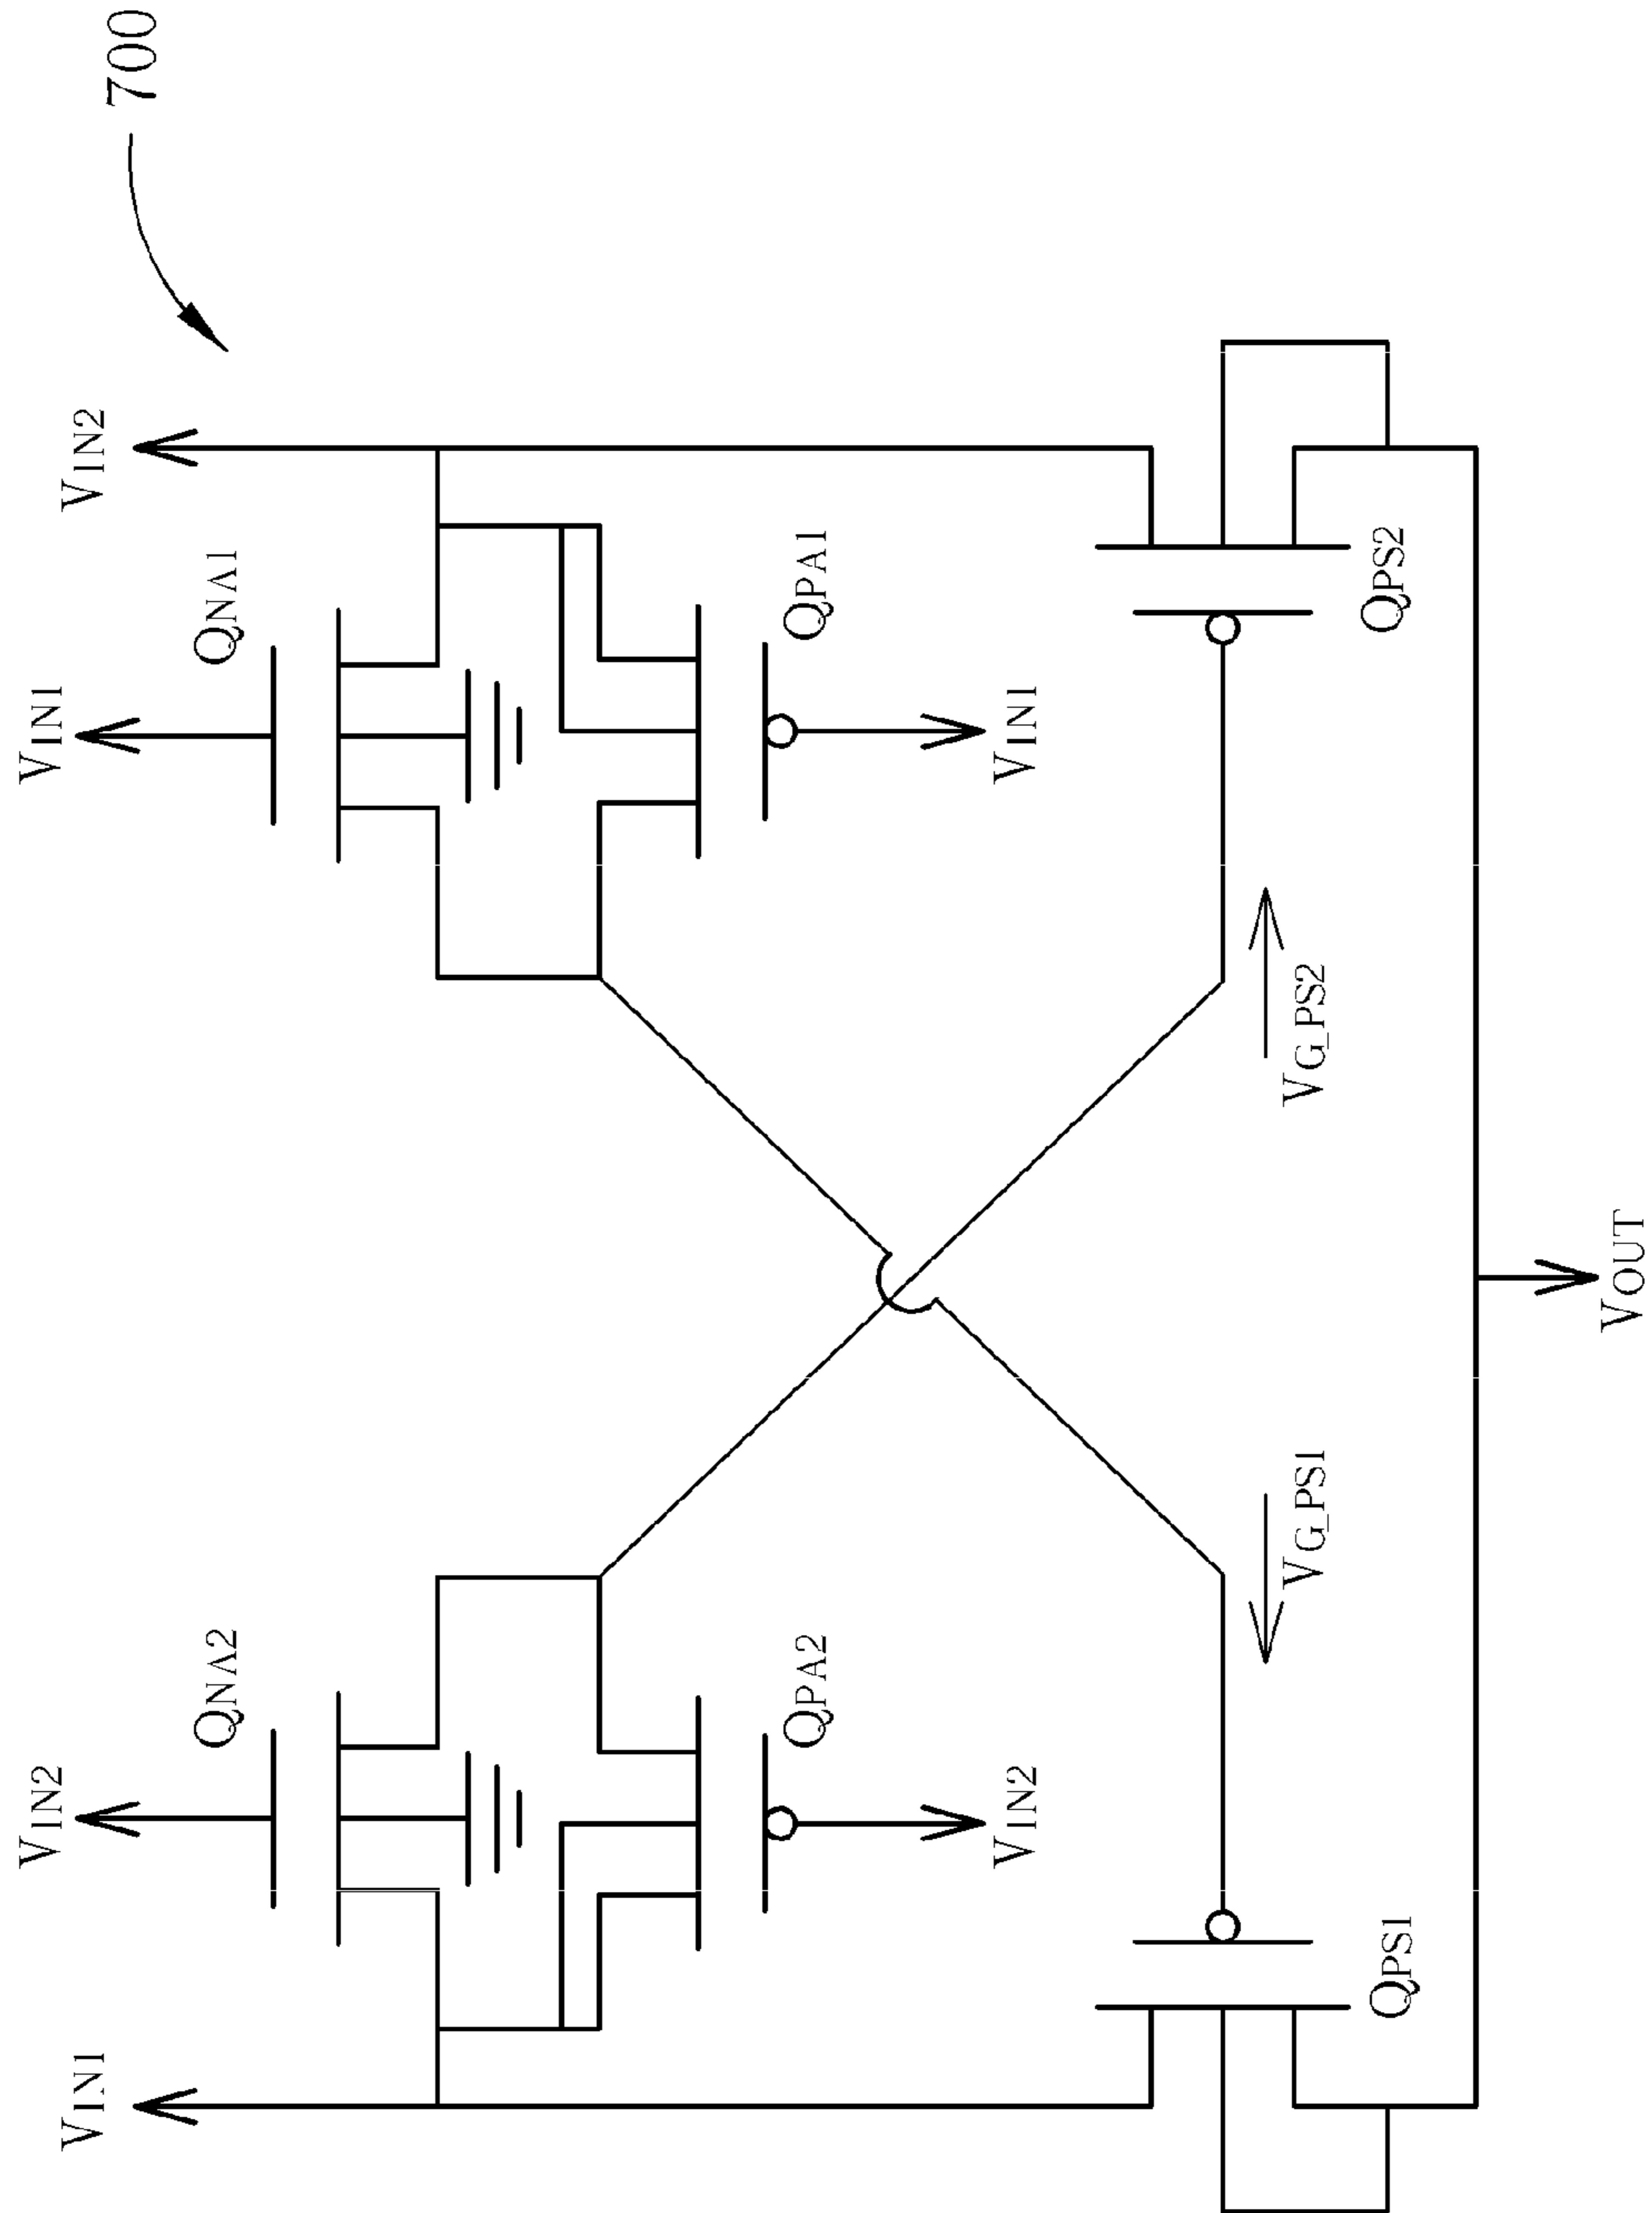 700
VIN1
VIN2
VIN1
VIN2
QNA2
QNA1
QPA2
QPA1
VIN2
VIN1
QPS1
QPS2
VG_PS1
VG_PS2
VOUT